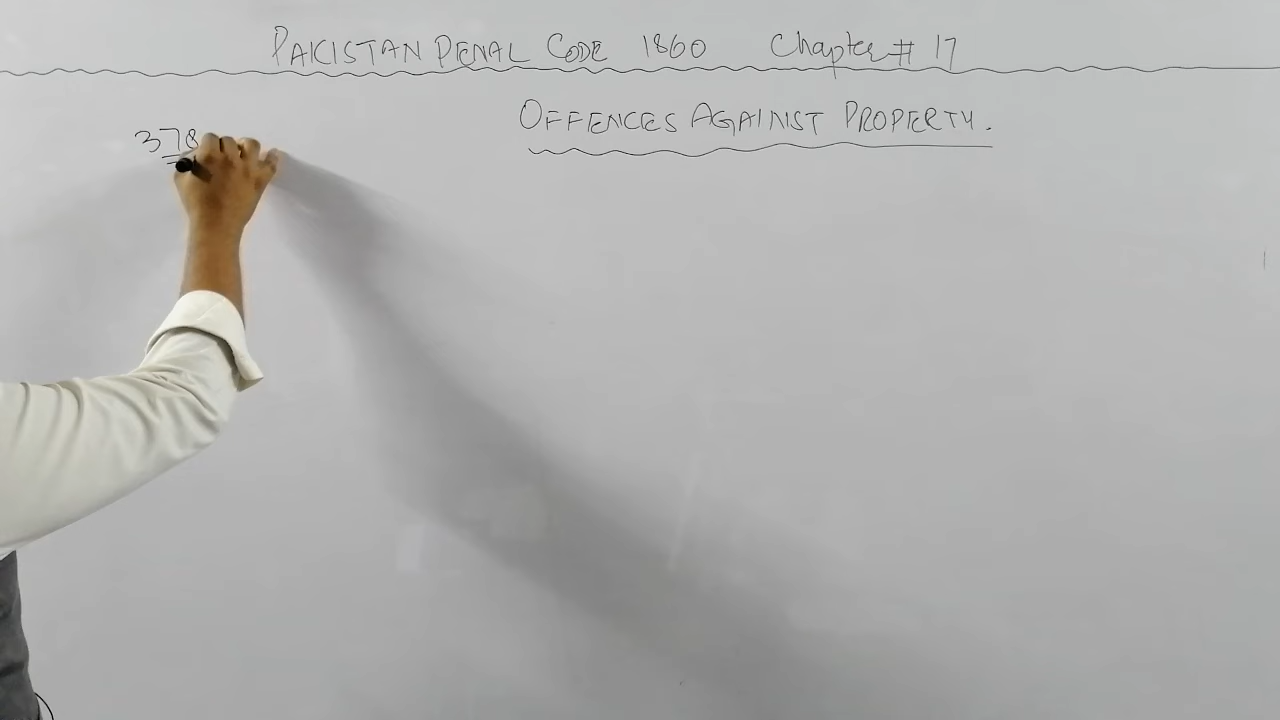 PAKISTAN PENAL CODE 1860 Chapter # 17
OFFENCES AGAINST PROPERTY.
378